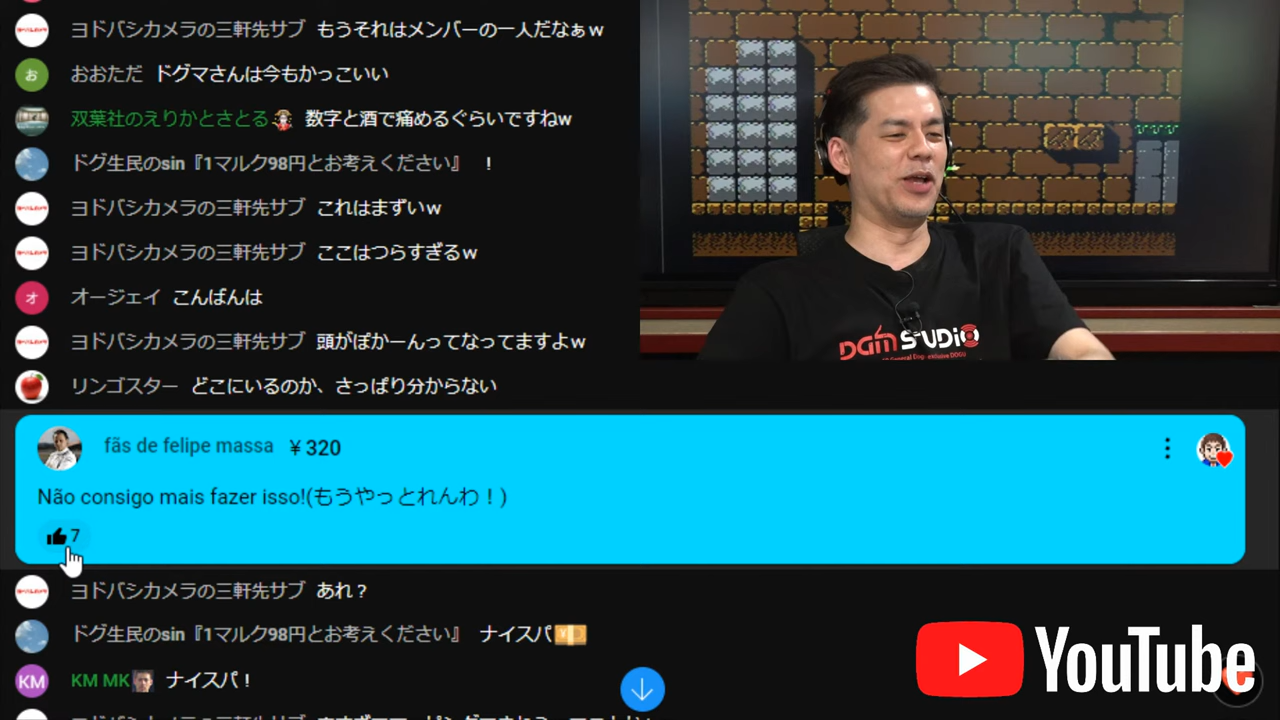 ヨドバシカメラの三軒先サブ もうそれはメンバーの一人だなぁｗ
お おおただ ドグマさんは今もかっこいい
双葉社のえりかとさとる 数字と酒で痛めるぐらいですねw
ドグ生民のsin『1マルク98円とお考えください』 ！
ヨドバシカメラの三軒先サブ これはまずいｗ
ヨドバシカメラの三軒先サブ ここはつらすぎるｗ
オ オージェイ こんばんは
ヨドバシカメラの三軒先サブ 頭がぽかーんってなってますよｗ
リンゴスター どこにいるのか、さっぱり分からない
DGM STUDIO
fãs de felipe massa ￥320
Não consigo mais fazer isso!(もうやっとれんわ！)
7
ヨドバシカメラの三軒先サブ あれ？
ドグ生民のsin『1マルク98円とお考えください』 ナイスパ
KM KM MK ナイスパ！
YouTube